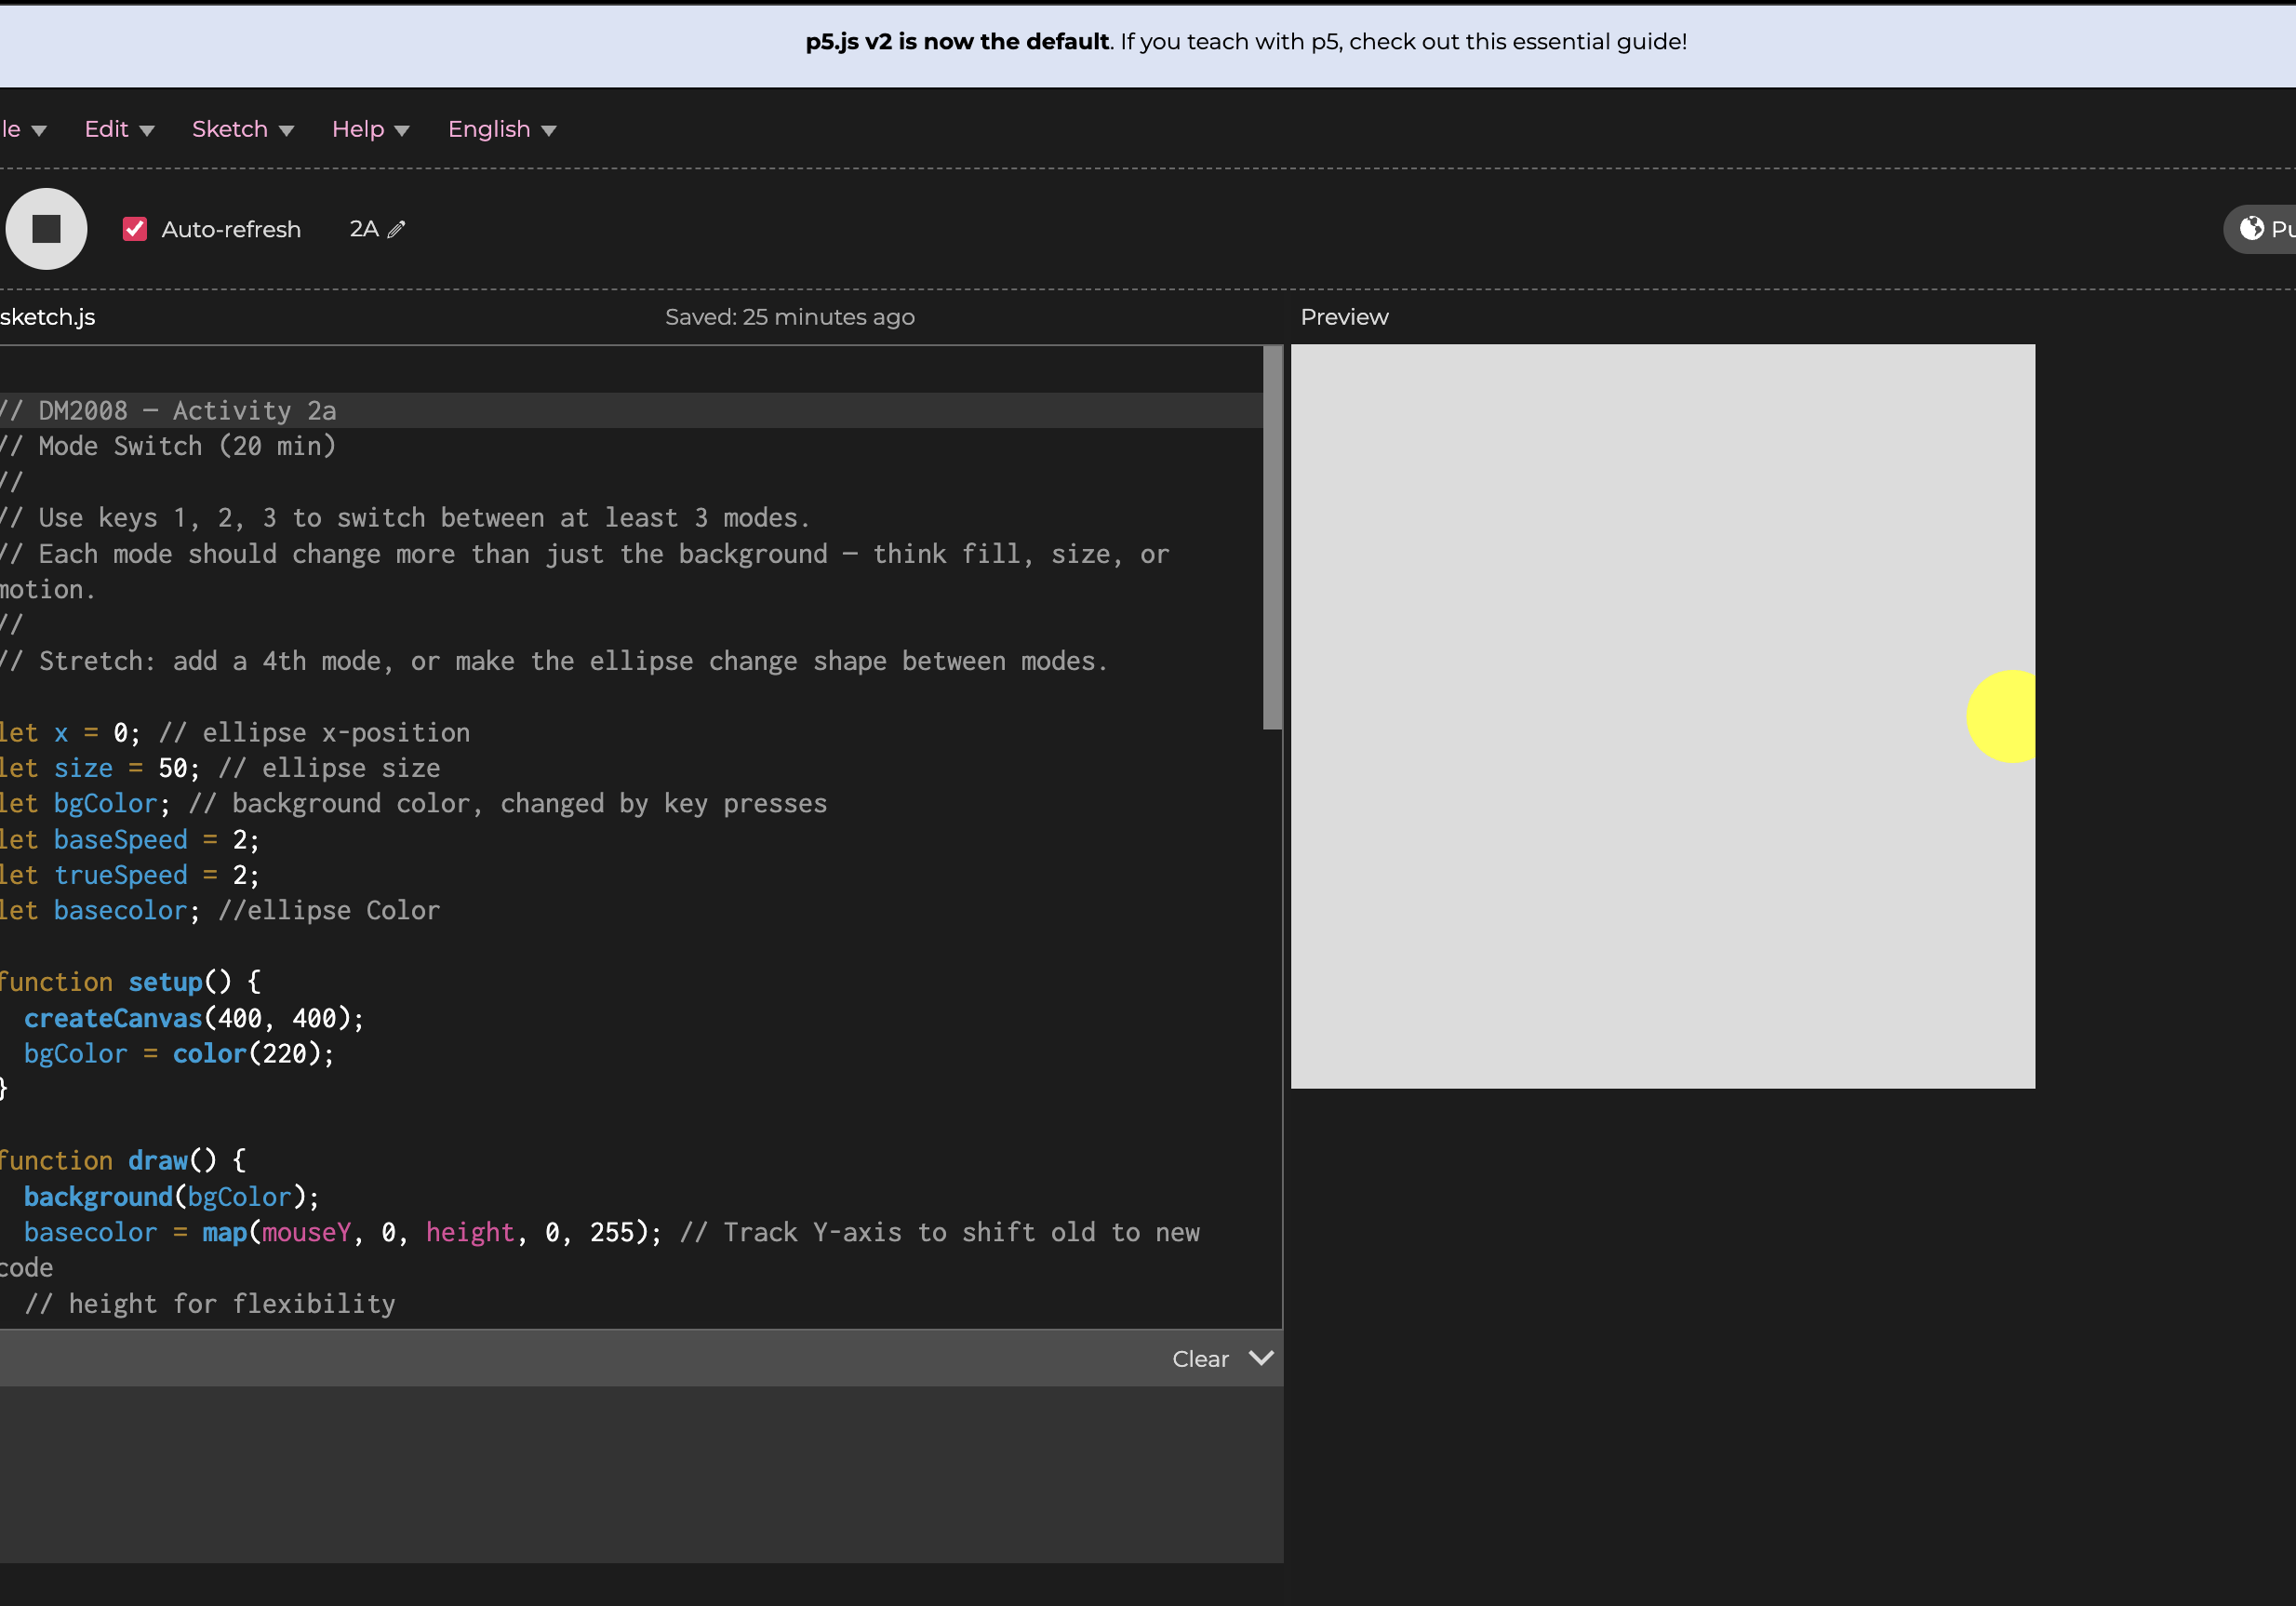 p5.js v2 is now the default. If you teach with p5, check out this essential guide!
le Edit Sketch Help English
Auto-refresh 2A Pu
sketch.js Saved: 25 minutes ago Preview
// DM2008 – Activity 2a
// Mode Switch (20 min)
//
// Use keys 1, 2, 3 to switch between at least 3 modes.
// Each mode should change more than just the background – think fill, size, or
motion.
//
// Stretch: add a 4th mode, or make the ellipse change shape between modes.
let x = 0; // ellipse x-position
let size = 50; // ellipse size
let bgColor; // background color, changed by key presses
let baseSpeed = 2;
let trueSpeed = 2;
let basecolor; //ellipse Color
function setup() {
  createCanvas(400, 400);
  bgColor = color(220);
}
function draw() {
  background(bgColor);
  basecolor = map(mouseY, 0, height, 0, 255); // Track Y-axis to shift old to new
code
  // height for flexibility
Clear